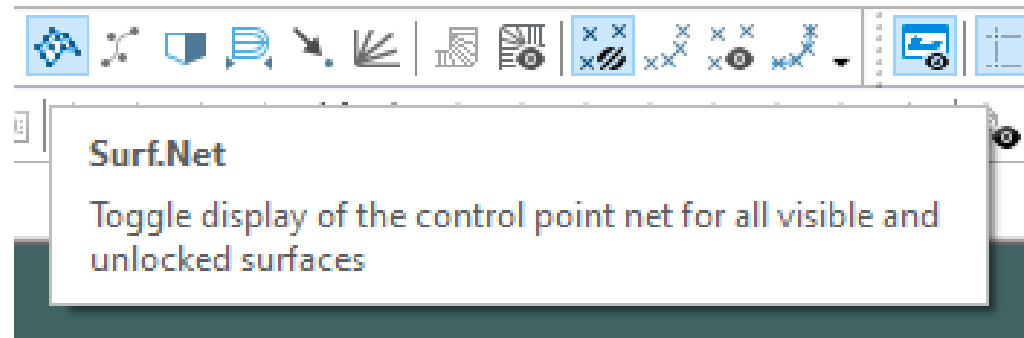 Surf.Net
Toggle display of the control point net for all visible and
unlocked surfaces